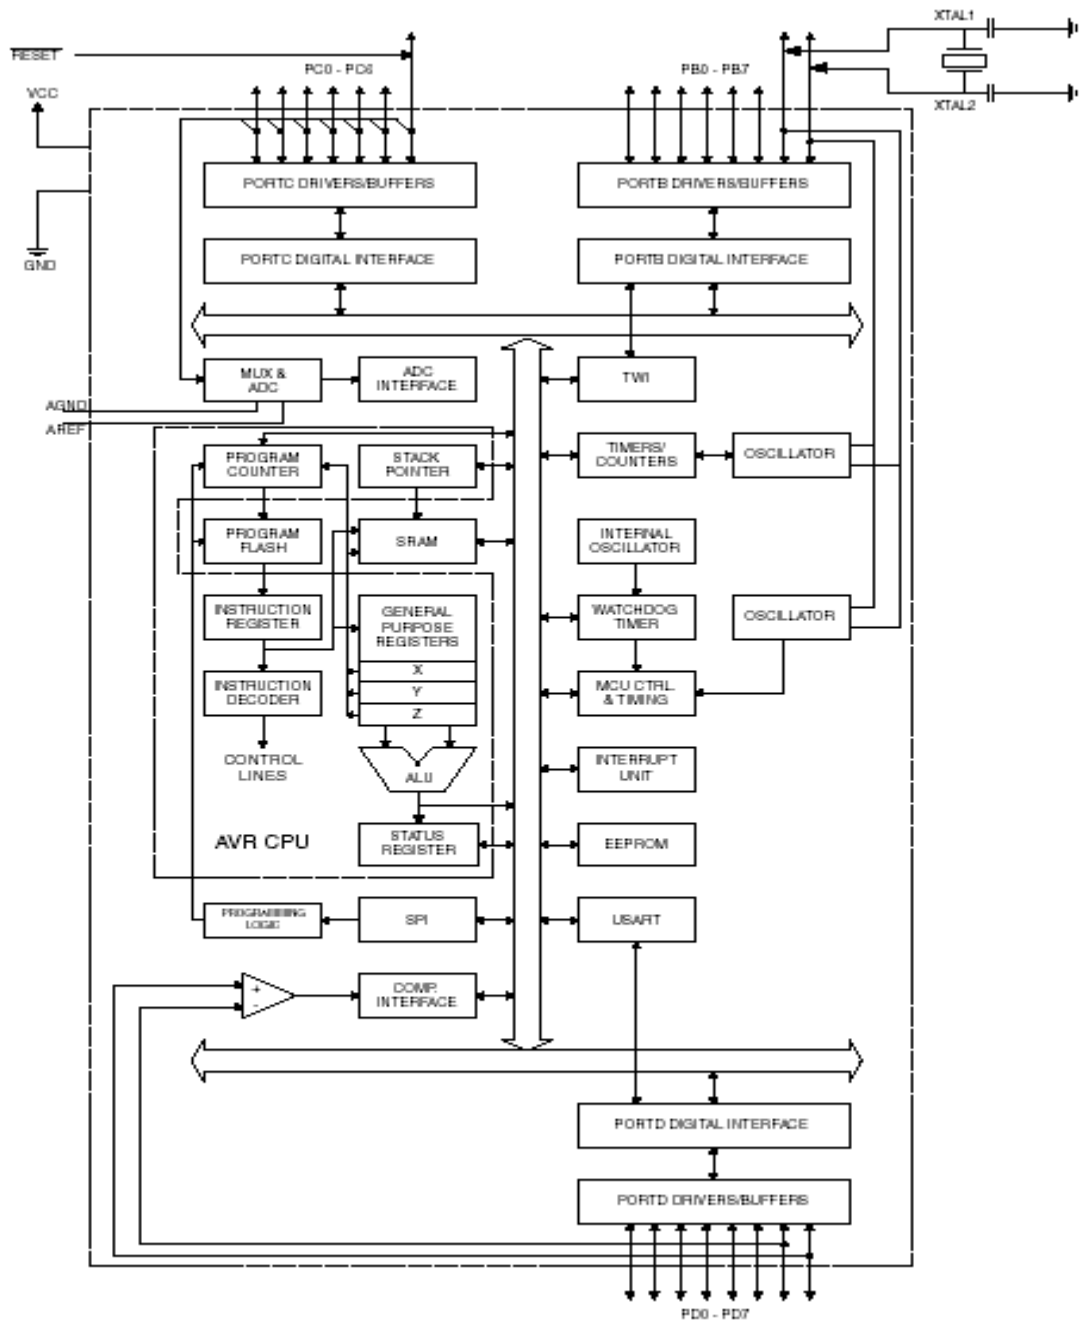 XTAL1
RESET
PC0 - PC6
PB0 - PB7
VCC
XTAL2
PORTC DRIVERS/BUFFERS
PORTB DRIVERS/BUFFERS
PORTC DIGITAL INTERFACE
PORTB DIGITAL INTERFACE
GND
MUX &
ADC
ADC
INTERFACE
TWI
AGND
AREF
PROGRAM
COUNTER
STACK
POINTER
TIMERS/
COUNTERS
OSCILLATOR
PROGRAM
FLASH
SRAM
INTERNAL
OSCILLATOR
INSTRUCTION
REGISTER
GENERAL
PURPOSE
REGISTERS
WATCHDOG
TIMER
OSCILLATOR
X
Y
Z
INSTRUCTION
DECODER
MCU CTRL.
& TIMING
CONTROL
LINES
ALU
INTERRUPT
UNIT
AVR CPU
STATUS
REGISTER
EEPROM
PROGRAMMING
LOGIC
SPI
USART
+
-
COMP.
INTERFACE
PORTD DIGITAL INTERFACE
PORTD DRIVERS/BUFFERS
PD0 - PD7